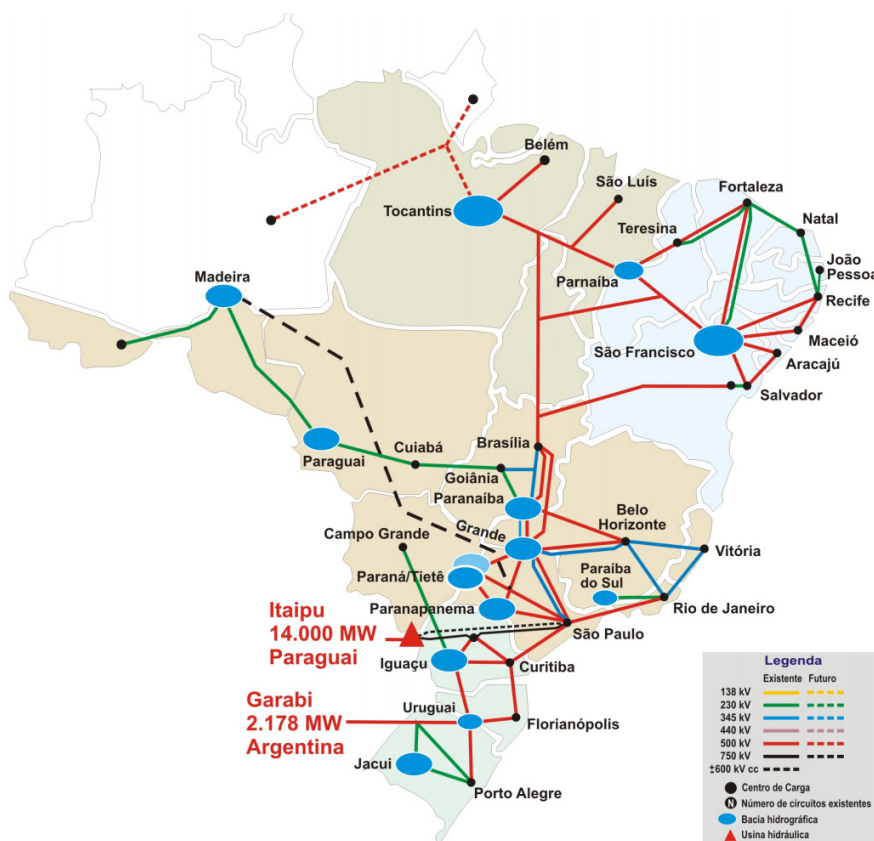 Belém
São Luís
Fortaleza
Tocantins
Teresina
Natal
João
Pessoa
Madeira
Parnaíba
Recife
São Francisco
Maceió
Aracajú
Salvador
Brasília
Paraguai
Cuiabá
Goiânia
Paranaíba
Belo
Horizonte
Grande
Campo Grande
Vitória
Paraíba
do Sul
Paraná/Tietê
Paranapanema
Rio de Janeiro
Itaipu
14.000 MW
Paraguai
São Paulo
Iguaçu
Curitiba
Garabi
2.178 MW
Argentina
Uruguai
Florianópolis
Jacui
Porto Alegre
Legenda
Existente Futuro
138 kV
230 kV
345 kV
440 kV
500 kV
750 kV
±600 kV cc
Centro de Carga
N Número de circuitos existentes
Bacia hidrográfica
Usina hidráulica